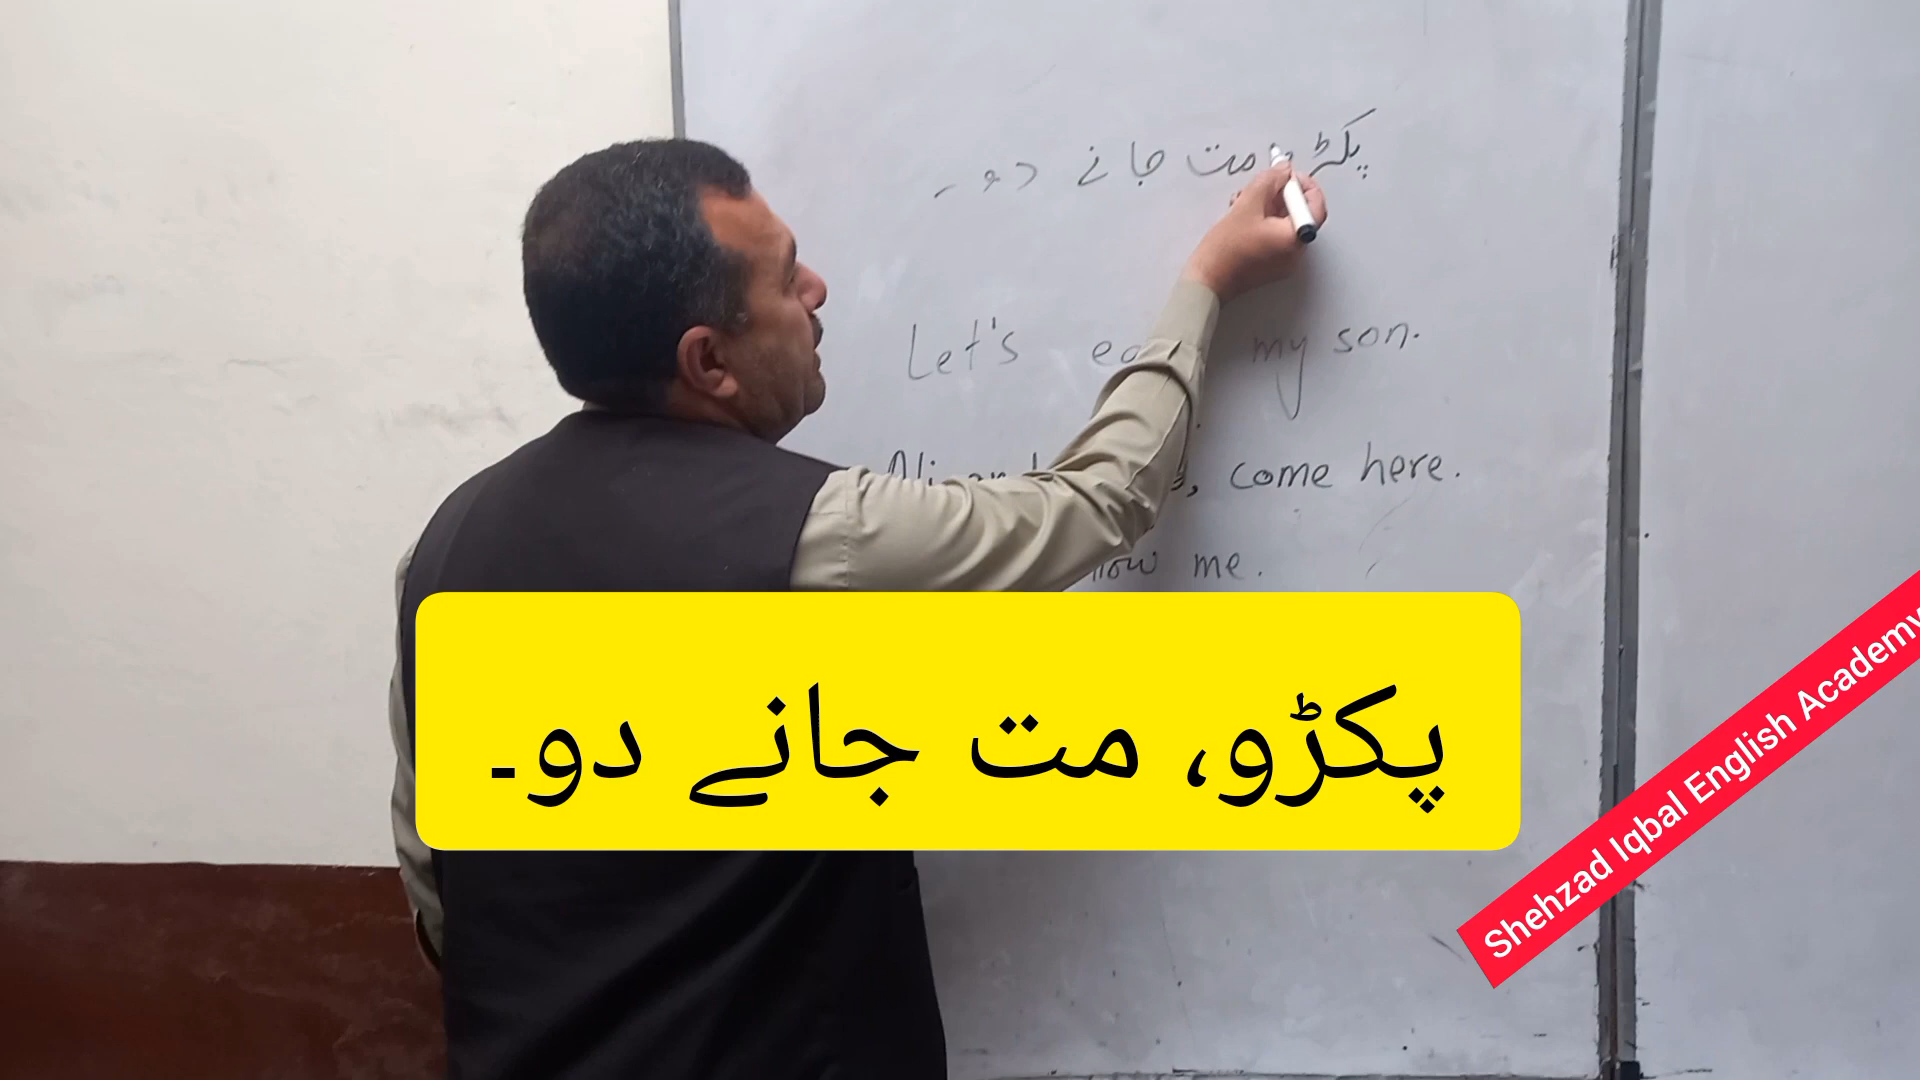 پکڑو مت جانے دو۔
Let's my son.
come here.
me.
پکڑو، مت جانے دو۔
Shehzad Iqbal English Academy